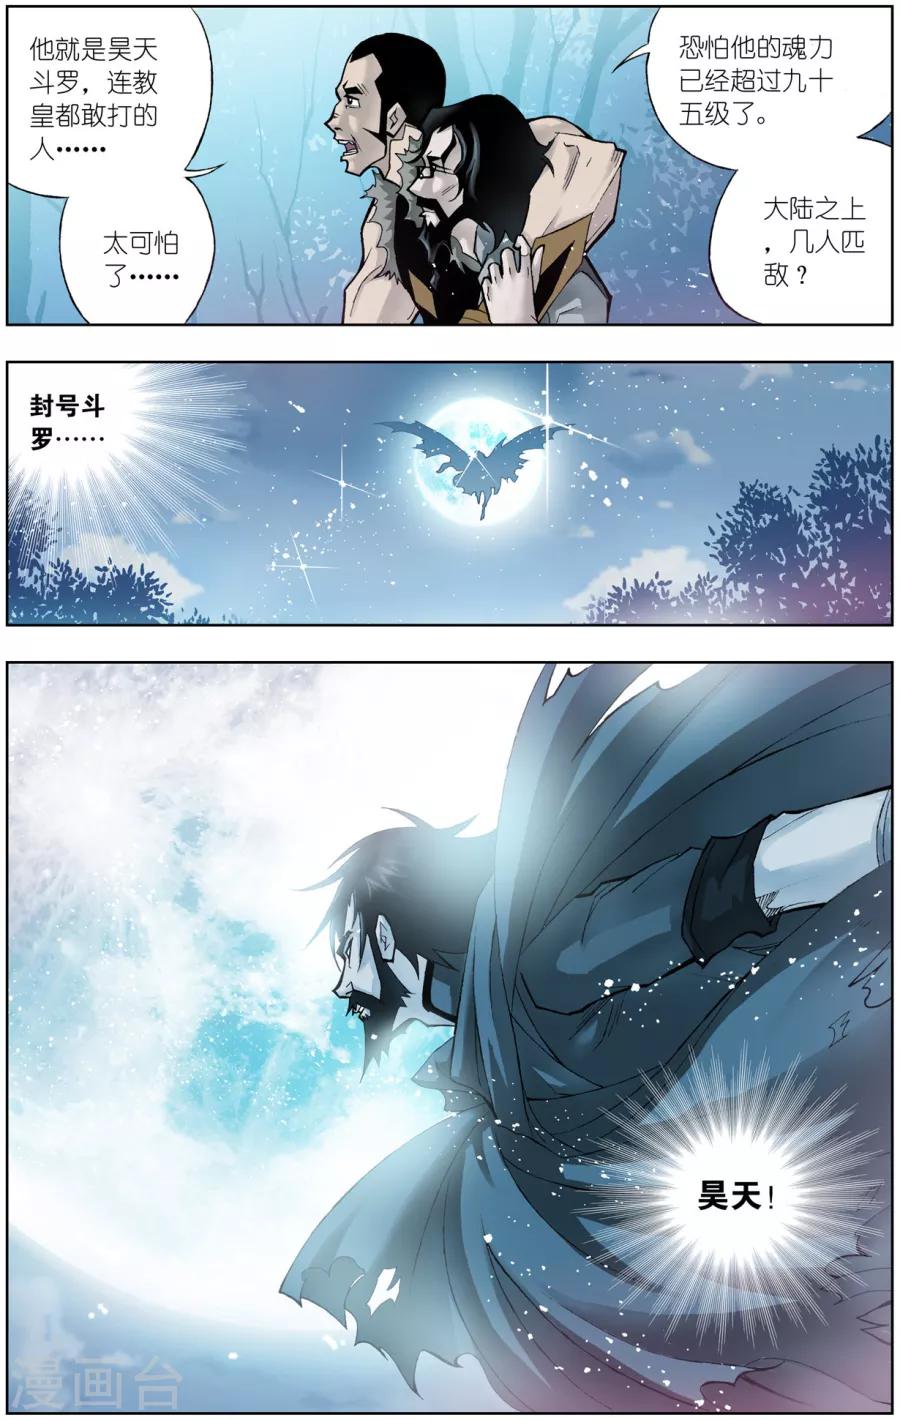 他就是昊天
斗罗，连教
皇都敢打的
人……
太可怕
了……
恐怕他的魂力
已经超过九十
五级了。
大陆之上
，几人匹
敌？
封号斗
罗……
昊天！
漫画台